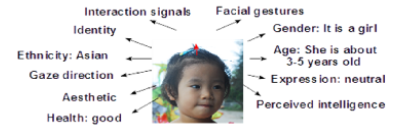 Interaction signals
Facial gestures
Identity
Gender: It is a girl
Ethnicity: Asian
Age: She is about
3-5 years old
Gaze direction
Expression: neutral
Aesthetic
Perceived intelligence
Health: good